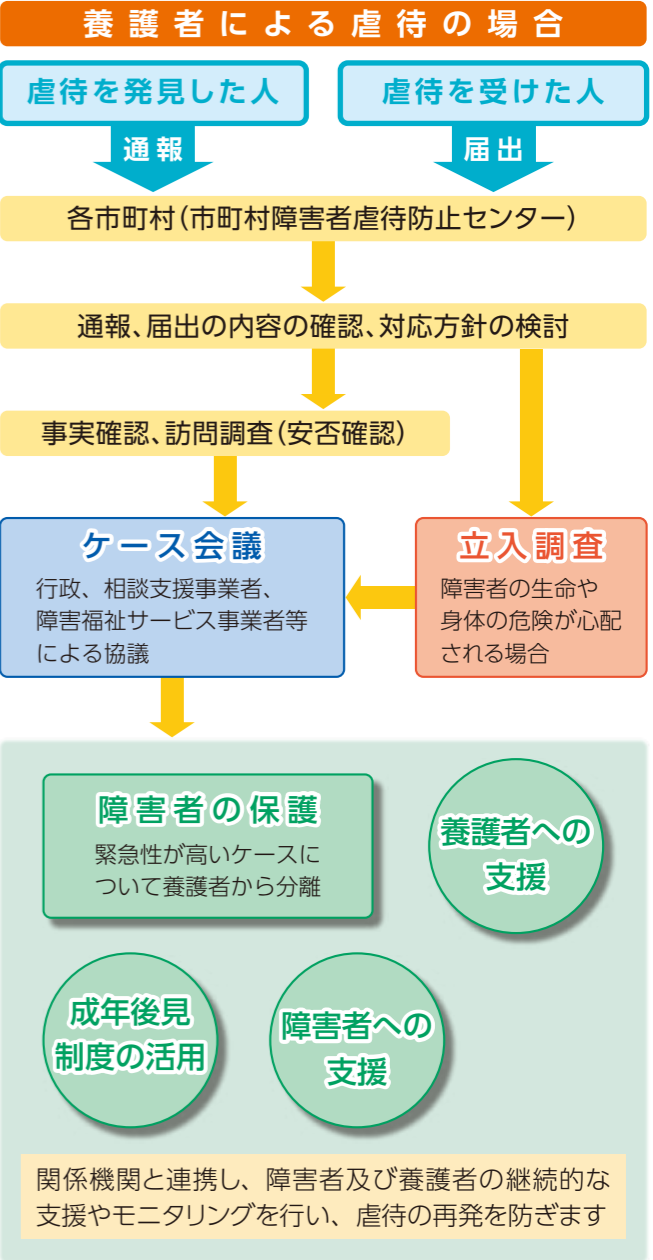 養護者による虐待の場合
虐待を発見した人
虐待を受けた人
通報
届出
各市町村(市町村障害者虐待防止センター)
通報、届出の内容の確認、対応方針の検討
事実確認、訪問調査(安否確認)
ケース会議
行政、相談支援事業者、
障害福祉サービス事業者等
による協議
立入調査
障害者の生命や
身体の危険が心配
される場合
障害者の保護
緊急性が高いケースに
ついて養護者から分離
養護者への
支援
成年後見
制度の活用
障害者への
支援
関係機関と連携し、障害者及び養護者の継続的な
支援やモニタリングを行い、虐待の再発を防ぎます